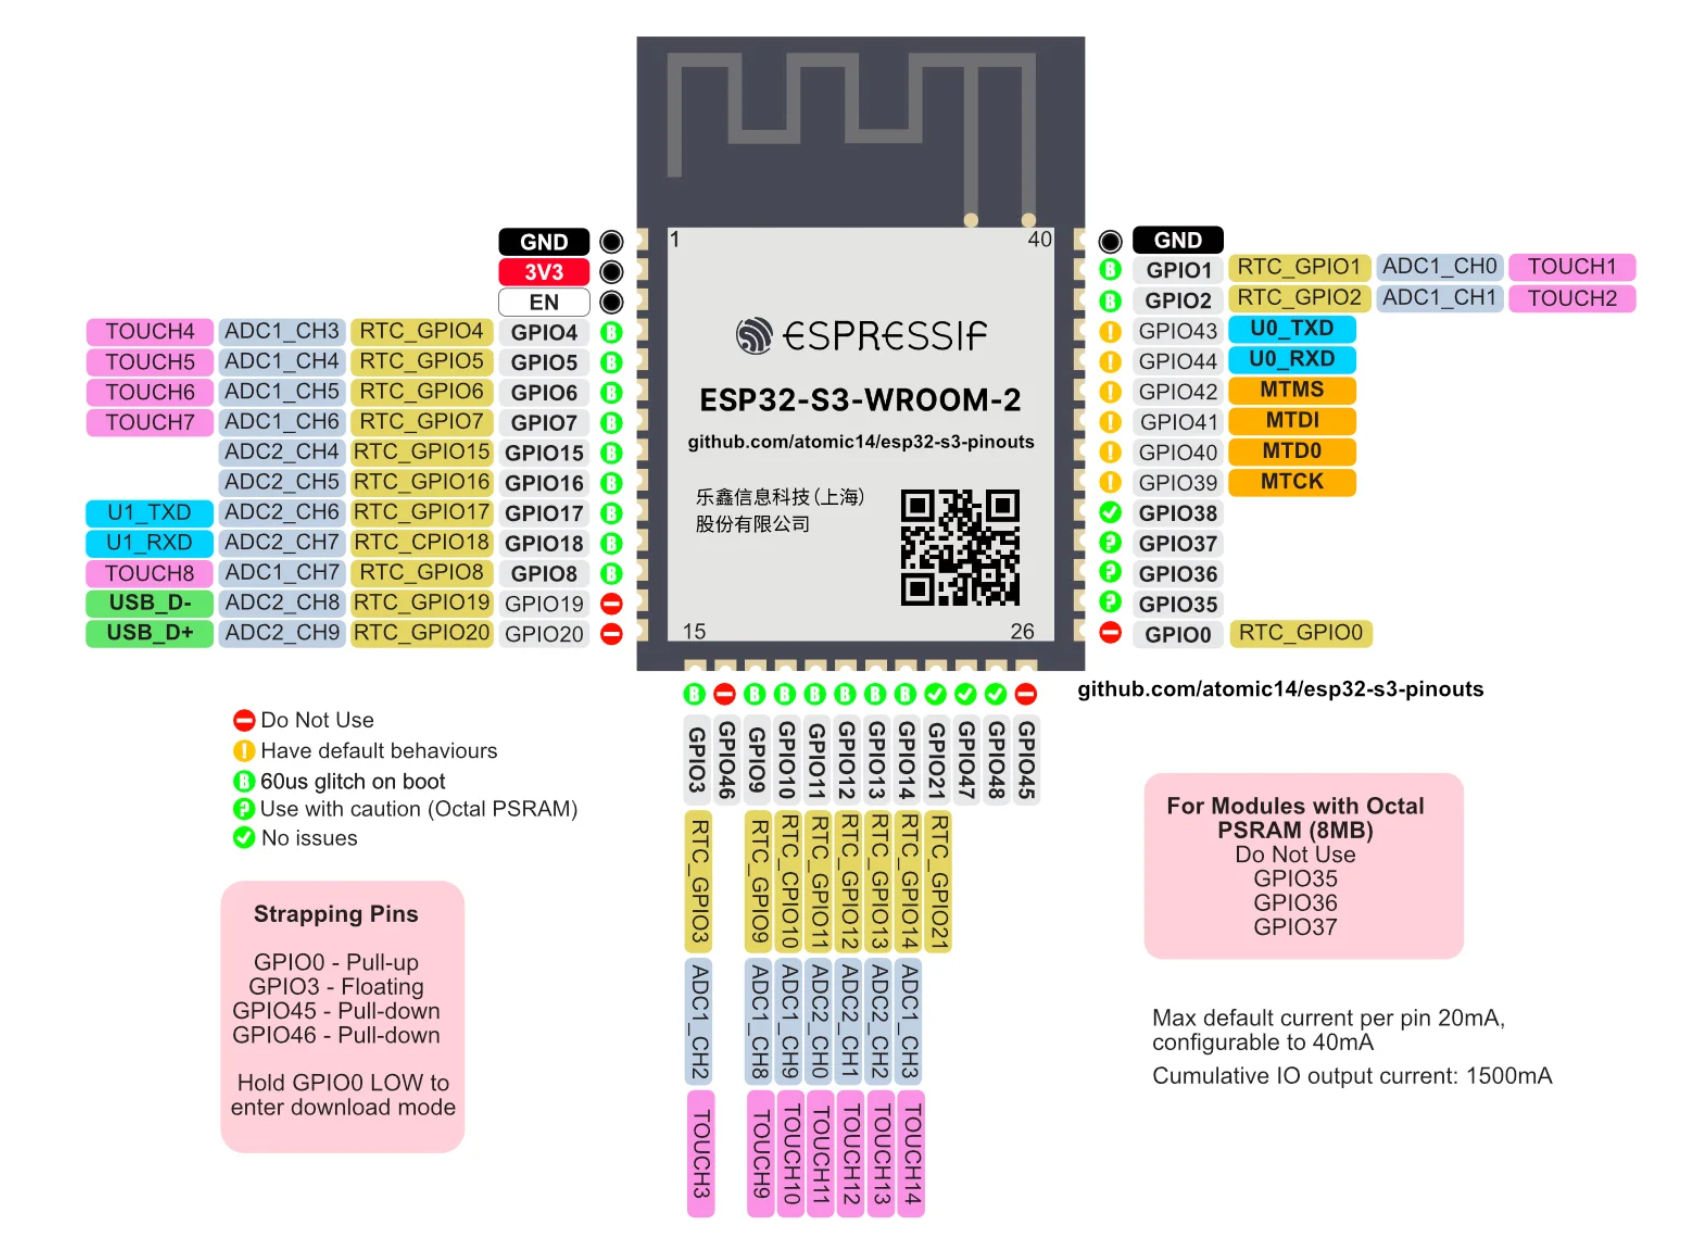 1
40
ESPRESSIF
ESP32-S3-WROOM-2
github.com/atomic14/esp32-s3-pinouts
乐鑫信息科技(上海)
股份有限公司
15
26
GND
3V3
EN
TOUCH4 ADC1_CH3 RTC_GPIO4 GPIO4 B
TOUCH5 ADC1_CH4 RTC_GPIO5 GPIO5 B
TOUCH6 ADC1_CH5 RTC_GPIO6 GPIO6 B
TOUCH7 ADC1_CH6 RTC_GPIO7 GPIO7 B
ADC2_CH4 RTC_GPIO15 GPIO15 B
ADC2_CH5 RTC_GPIO16 GPIO16 B
U1_TXD ADC2_CH6 RTC_GPIO17 GPIO17 B
U1_RXD ADC2_CH7 RTC_CPIO18 GPIO18 B
TOUCH8 ADC1_CH7 RTC_GPIO8 GPIO8 B
USB_D- ADC2_CH8 RTC_GPIO19 GPIO19
USB_D+ ADC2_CH9 RTC_GPIO20 GPIO20
GND
B GPIO1 RTC_GPIO1 ADC1_CH0 TOUCH1
B GPIO2 RTC_GPIO2 ADC1_CH1 TOUCH2
! GPIO43 U0_TXD
! GPIO44 U0_RXD
! GPIO42 MTMS
! GPIO41 MTDI
! GPIO40 MTD0
! GPIO39 MTCK
GPIO38
? GPIO37
? GPIO36
? GPIO35
GPIO0 RTC_GPIO0
B GPIO3 RTC_GPIO3 ADC1_CH2 TOUCH3
GPIO46
B GPIO9 RTC_GPIO9 ADC1_CH8 TOUCH9
B GPIO10 RTC_CPIO10 ADC1_CH9 TOUCH10
B GPIO11 RTC_GPIO11 ADC2_CH0 TOUCH11
B GPIO12 RTC_GPIO12 ADC2_CH1 TOUCH12
B GPIO13 RTC_GPIO13 ADC2_CH2 TOUCH13
B GPIO14 RTC_GPIO14 ADC1_CH3 TOUCH14
GPIO21 RTC_GPIO21
GPIO47
GPIO48
GPIO45
github.com/atomic14/esp32-s3-pinouts
Do Not Use
! Have default behaviours
B 60us glitch on boot
? Use with caution (Octal PSRAM)
No issues
Strapping Pins
GPIO0 - Pull-up
GPIO3 - Floating
GPIO45 - Pull-down
GPIO46 - Pull-down
Hold GPIO0 LOW to
enter download mode
For Modules with Octal
PSRAM (8MB)
Do Not Use
GPIO35
GPIO36
GPIO37
Max default current per pin 20mA,
configurable to 40mA
Cumulative IO output current: 1500mA